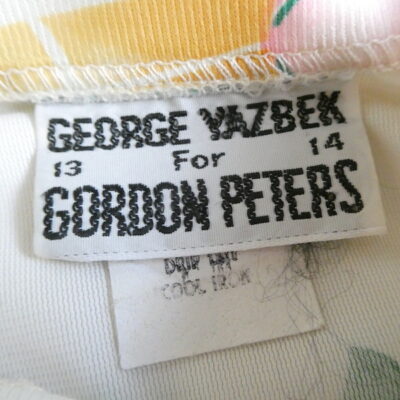 GEORGE YAZBEK
13 For 14
GORDON PETERS
DRIP DRY
COOL IRON